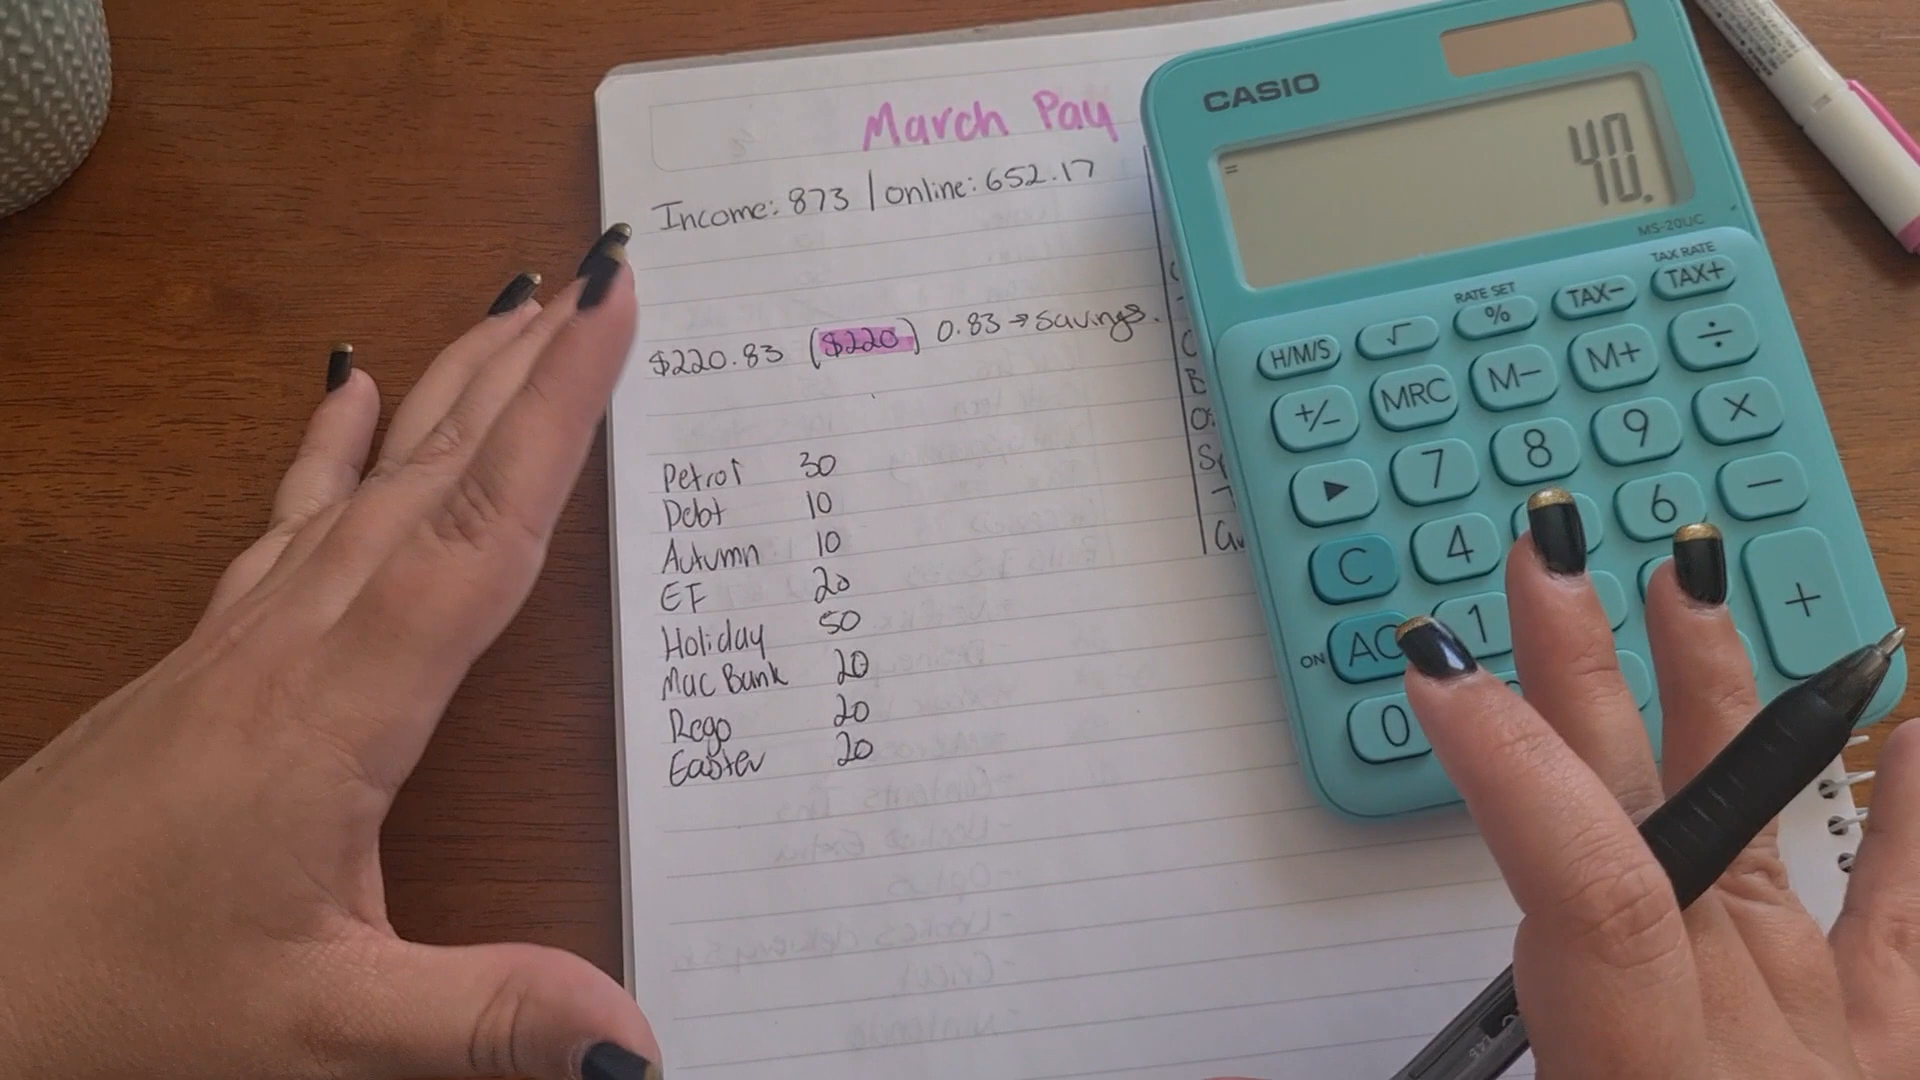 March Pay
Income: 873 | online: 652.17
$220.83 ($220) 0.83 → savings.
Petrol 30
Debt 10
Autumn 10
EF 20
Holiday 50
Mac Bank 20
Rego 20
Easter 20
CASIO
=
40.
MS-20UC
TAX RATE
RATE SET
H/M/S √ % TAX− TAX+
+/− MRC M− M+ ÷
▶ 7 8 9 ×
C 4 6 −
ON AC 1 +
0